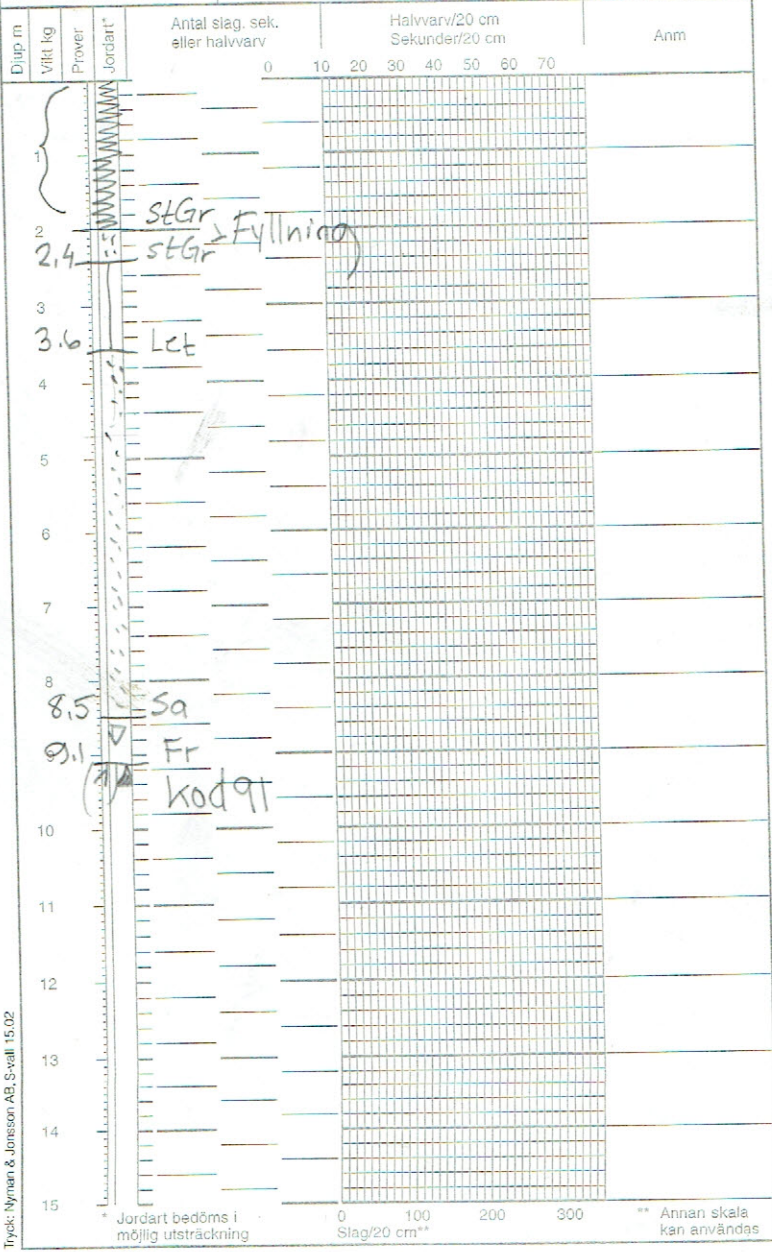 Djup m
Vikt kg
Prover
Jordart*
Antal slag. sek.
eller halvvarv
Halvvarv/20 cm
Sekunder/20 cm
Anm
0 10 20 30 40 50 60 70
1
stGr
2
> Fyllning
2,4 stGr
3
3.6 Let
4
5
6
7
8
8,5 Sa
9.1 Fr
kod 91
10
11
12
13
14
15
* Jordart bedöms i
möjlig utsträckning
0 100 200 300
Slag/20 cm**
** Annan skala
kan användas
Tryck: Nyman & Jonsson AB, S-vall 15.02